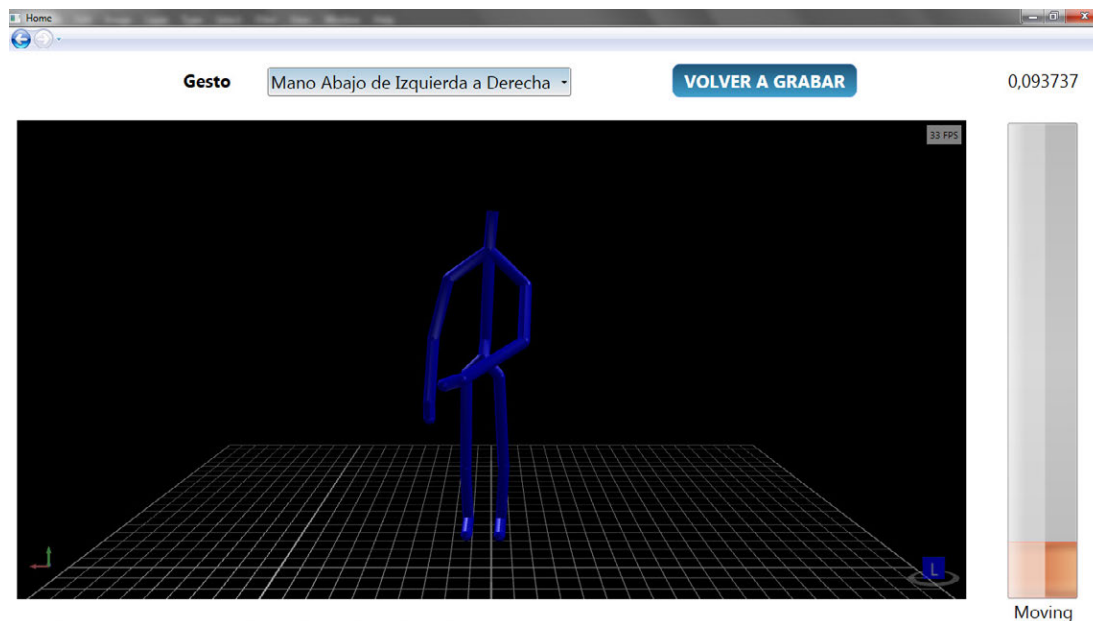 Home
Gesto
Mano Abajo de Izquierda a Derecha
VOLVER A GRABAR
0,093737
33 FPS
L
Moving